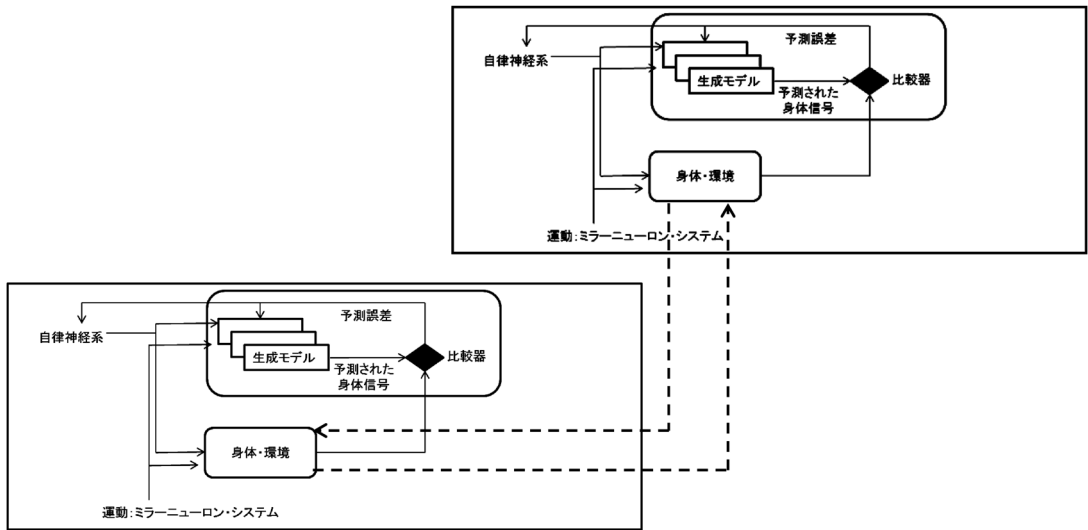 予測誤差
自律神経系
生成モデル
比較器
予測された
身体信号
身体・環境
運動：ミラーニューロン・システム
予測誤差
自律神経系
生成モデル
比較器
予測された
身体信号
身体・環境
運動：ミラーニューロン・システム